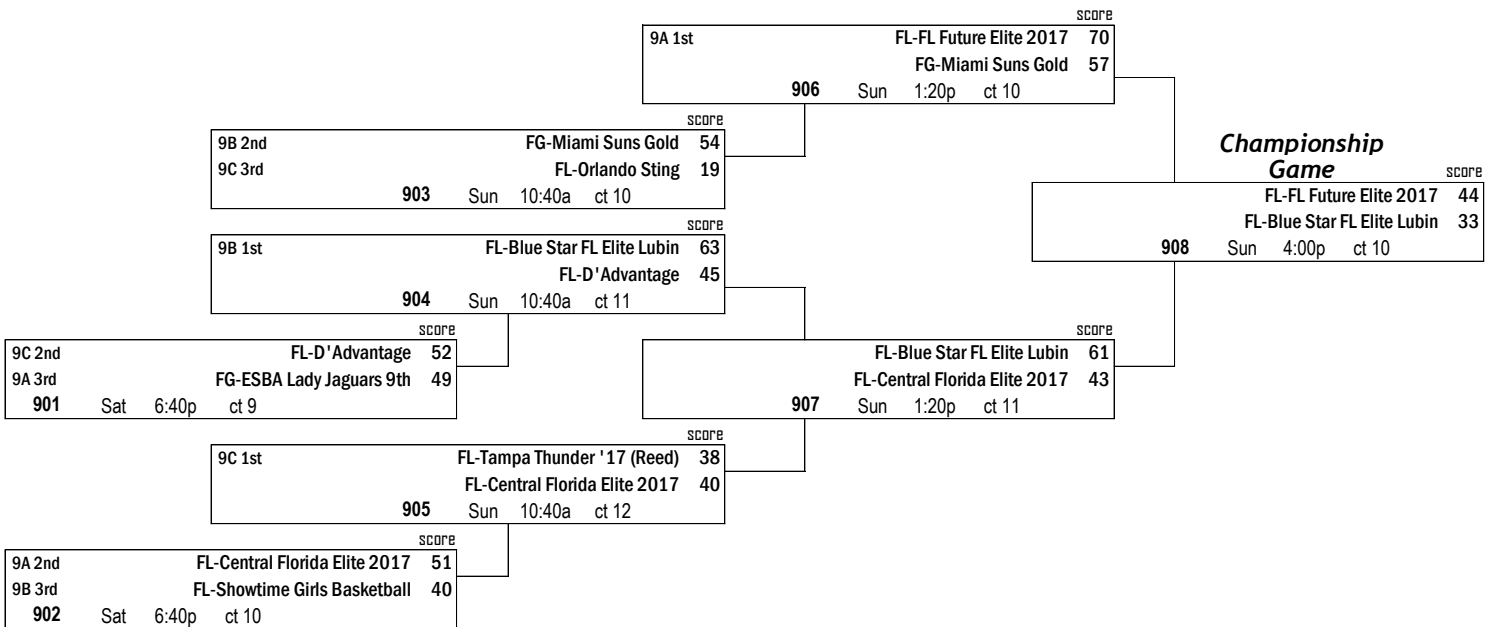 score
9A 1st FL-FL Future Elite 2017 70
FG-Miami Suns Gold 57
906 Sun 1:20p ct 10
score
9B 2nd FG-Miami Suns Gold 54
9C 3rd FL-Orlando Sting 19
903 Sun 10:40a ct 10
Championship
Game
score
FL-FL Future Elite 2017 44
FL-Blue Star FL Elite Lubin 33
908 Sun 4:00p ct 10
score
9B 1st FL-Blue Star FL Elite Lubin 63
FL-D'Advantage 45
904 Sun 10:40a ct 11
score
9C 2nd FL-D'Advantage 52
9A 3rd FG-ESBA Lady Jaguars 9th 49
901 Sat 6:40p ct 9
score
FL-Blue Star FL Elite Lubin 61
FL-Central Florida Elite 2017 43
907 Sun 1:20p ct 11
score
9C 1st FL-Tampa Thunder '17 (Reed) 38
FL-Central Florida Elite 2017 40
905 Sun 10:40a ct 12
score
9A 2nd FL-Central Florida Elite 2017 51
9B 3rd FL-Showtime Girls Basketball 40
902 Sat 6:40p ct 10